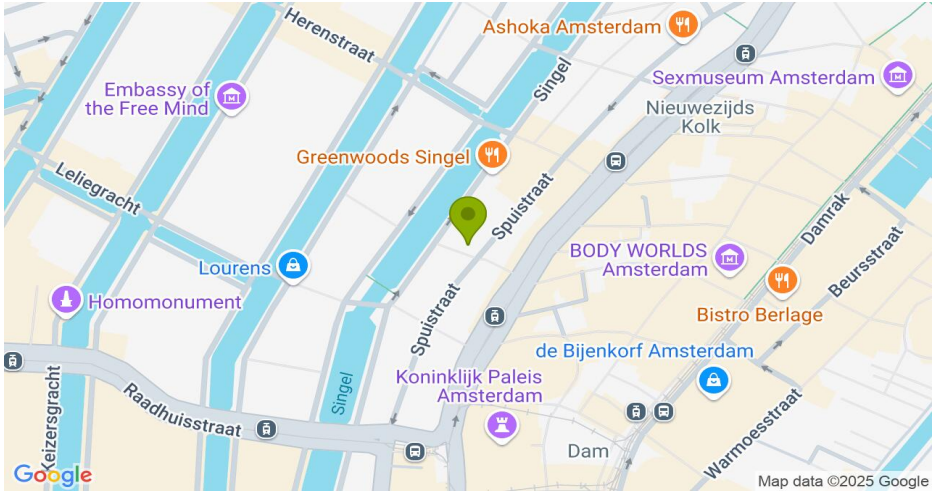 Herenstraat
Ashoka Amsterdam
Singel
Sexmuseum Amsterdam
Embassy of
the Free Mind
Nieuwezijds
Kolk
Greenwoods Singel
Leliegracht
Spuistraat
Damrak
BODY WORLDS
Amsterdam
Beursstraat
Lourens
Homomonument
Bistro Berlage
Spuistraat
de Bijenkorf Amsterdam
Singel
Koninklijk Paleis
Amsterdam
Keizersgracht
Raadhuisstraat
Warmoesstraat
Dam
Google
Map data ©2025 Google